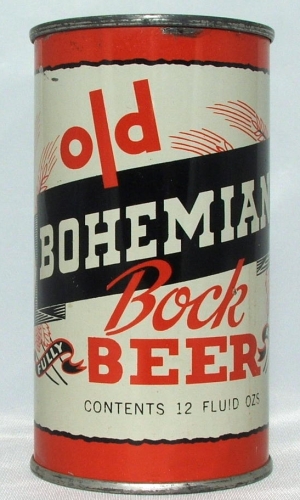 old
BOHEMIAN
Bock
FULLY
BEER
CONTENTS 12 FLUID OZS